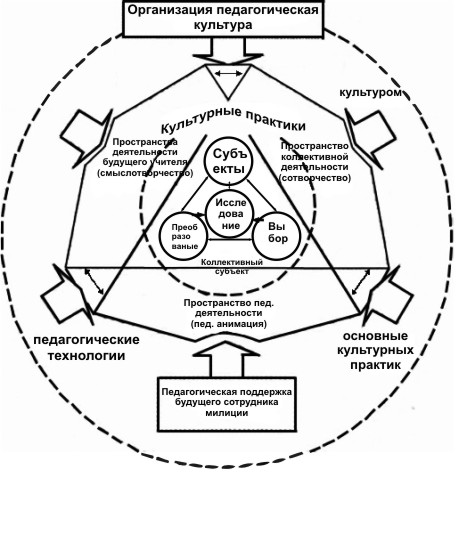 Организация педагогическая
культура
культуром
Культурные практики
Пространства
деятельности
будущего учителя
(смыслотворчество)
Пространство
коллективной
деятельности
(сотворчество)
Субъ
екты
Иссле
дова
ние
Преоб
разо
ваные
Вы
бор
Коллективный
субъект
Пространство пед.
деятельности
(пед. анимация)
педагогические
технологии
основные
культурных
практик
Педагогическая поддержка
будущего сотрудника
милиции